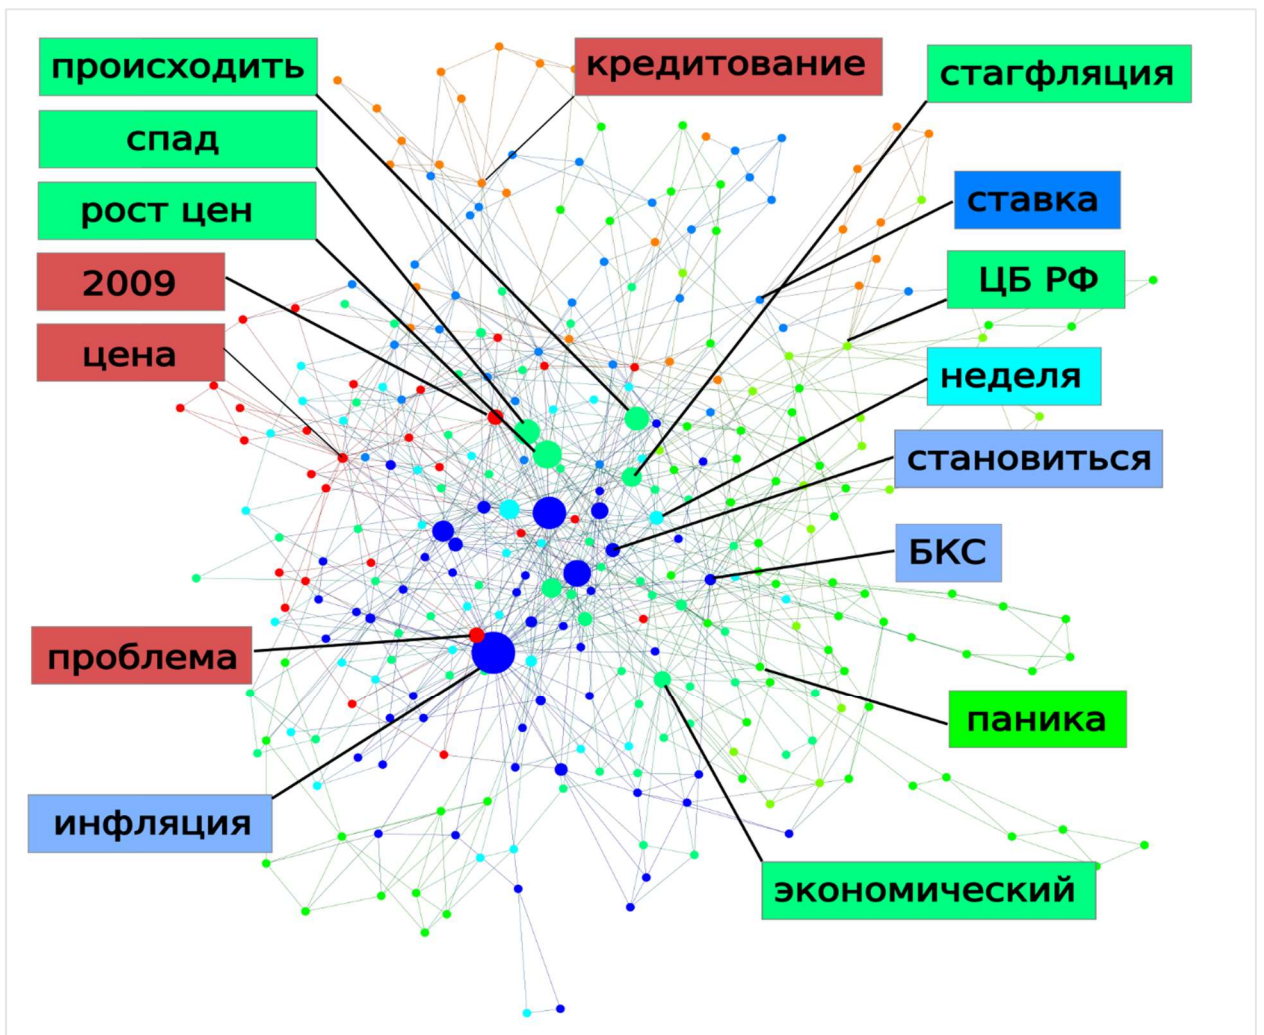 происходить
кредитование
стагфляция
спад
ставка
рост цен
2009
ЦБ РФ
цена
неделя
становиться
БКС
проблема
паника
инфляция
экономический